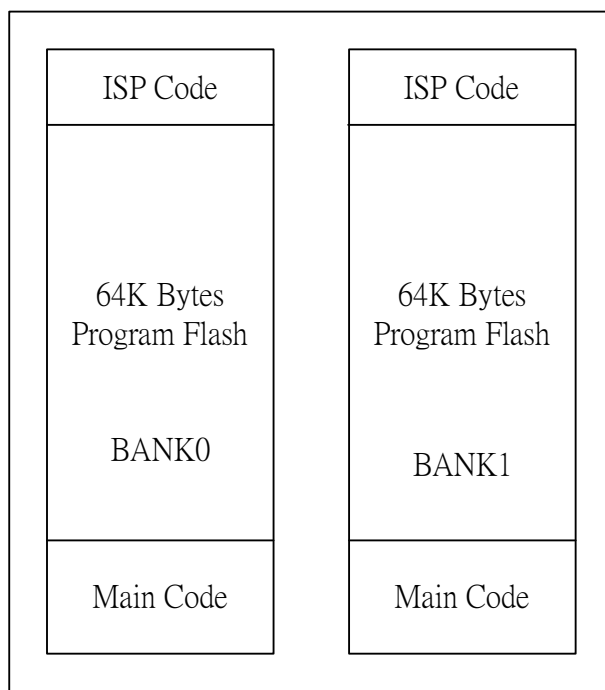 ISP Code
64K Bytes
Program Flash
BANK0
Main Code
ISP Code
64K Bytes
Program Flash
BANK1
Main Code